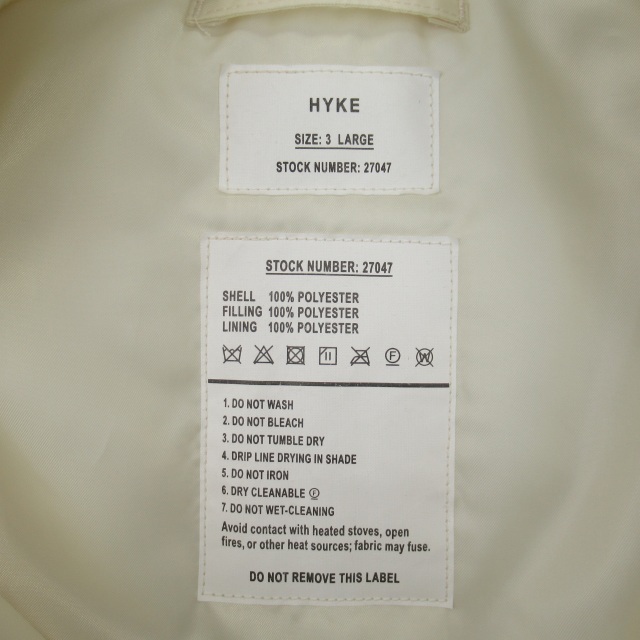 HYKE
SIZE: 3 LARGE
STOCK NUMBER: 27047
STOCK NUMBER: 27047
SHELL 100% POLYESTER
FILLING 100% POLYESTER
LINING 100% POLYESTER
F W
1. DO NOT WASH
2. DO NOT BLEACH
3. DO NOT TUMBLE DRY
4. DRIP LINE DRYING IN SHADE
5. DO NOT IRON
6. DRY CLEANABLE Ⓕ
7. DO NOT WET-CLEANING
Avoid contact with heated stoves, open
fires, or other heat sources; fabric may fuse.
DO NOT REMOVE THIS LABEL